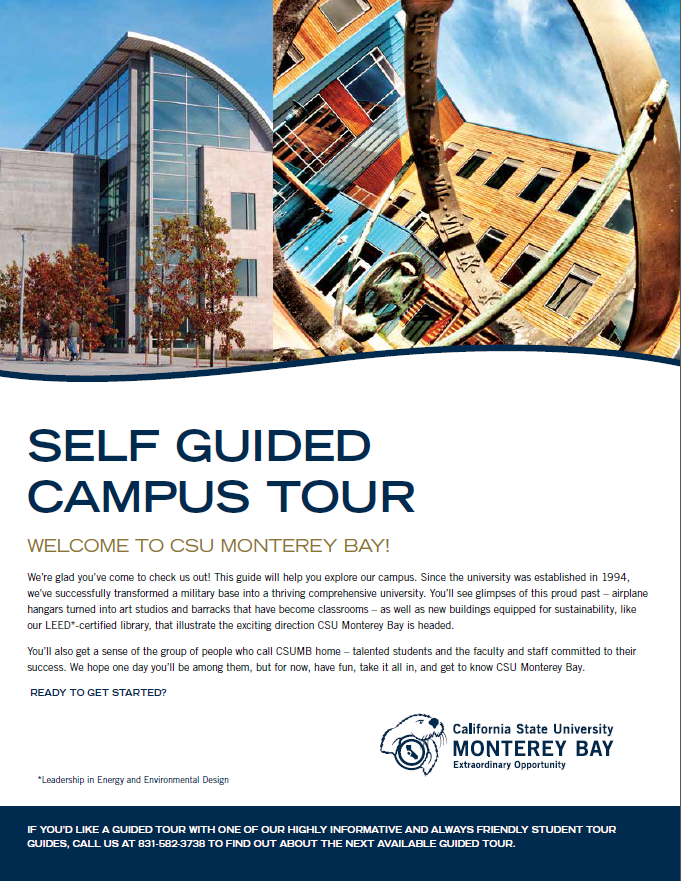 SELF GUIDED
CAMPUS TOUR
WELCOME TO CSU MONTEREY BAY!
We're glad you've come to check us out! This guide will help you explore our campus. Since the university was established in 1994,
we've successfully transformed a military base into a thriving comprehensive university. You'll see glimpses of this proud past – airplane
hangars turned into art studios and barracks that have become classrooms – as well as new buildings equipped for sustainability, like
our LEED*-certified library, that illustrate the exciting direction CSU Monterey Bay is headed.
You'll also get a sense of the group of people who call CSUMB home – talented students and the faculty and staff committed to their
success. We hope one day you'll be among them, but for now, have fun, take it all in, and get to know CSU Monterey Bay.
READY TO GET STARTED?
California State University
MONTEREY BAY
Extraordinary Opportunity
*Leadership in Energy and Environmental Design
IF YOU'D LIKE A GUIDED TOUR WITH ONE OF OUR HIGHLY INFORMATIVE AND ALWAYS FRIENDLY STUDENT TOUR
GUIDES, CALL US AT 831-582-3738 TO FIND OUT ABOUT THE NEXT AVAILABLE GUIDED TOUR.